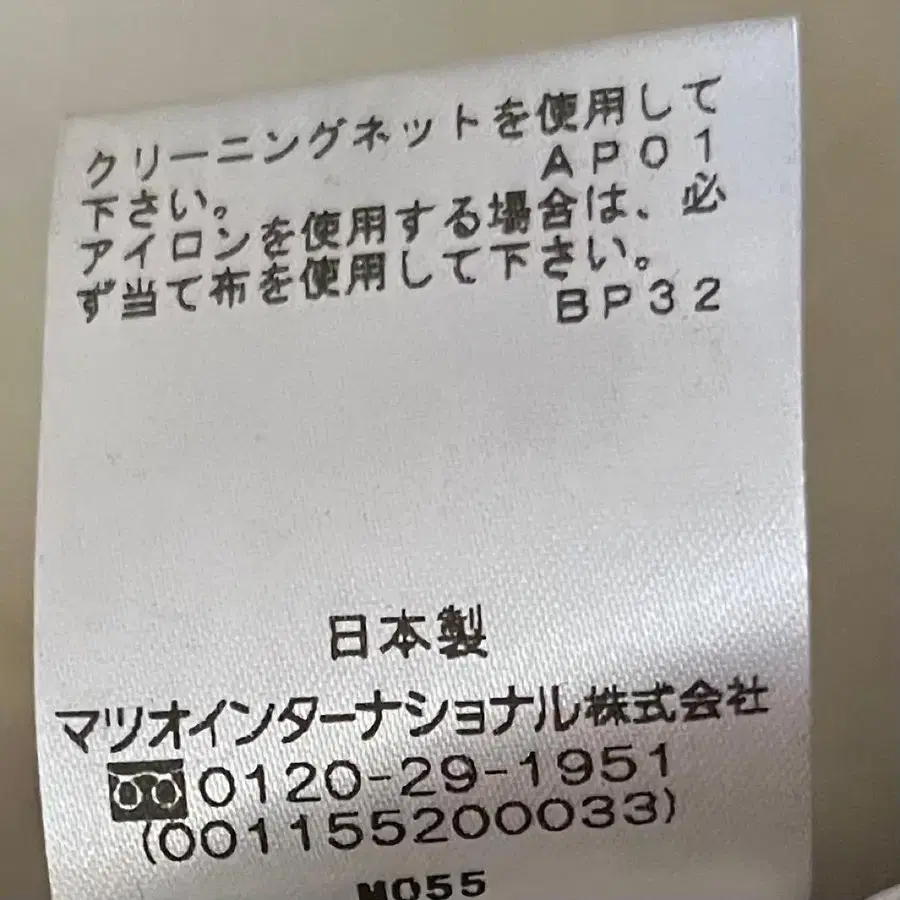 クリーニングネットを使用して
下さい。 AP01
アイロンを使用する場合は、必
ず当て布を使用して下さい。
BP32
日本製
マツオインターナショナル株式会社
0120-29-1951
(001155200033)
M055